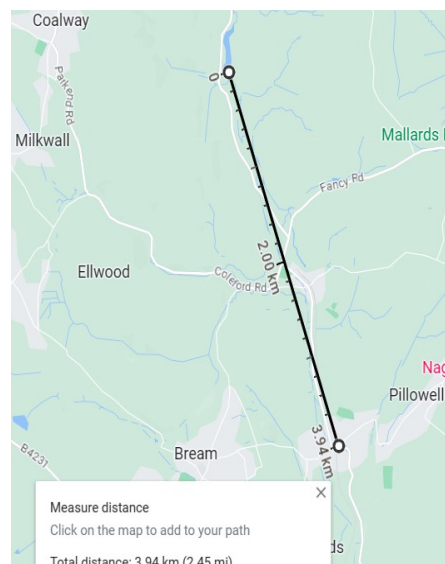 Coalway
Parkend Rd
0
Milkwall
Mallards
Fancy Rd
Ellwood
2.00 km
Coleford Rd
Nag
Pillowell
3.94 km
B4231
Bream
Measure distance
Click on the map to add to your path
ds
Total distance: 3.94 km (2.45 mi)